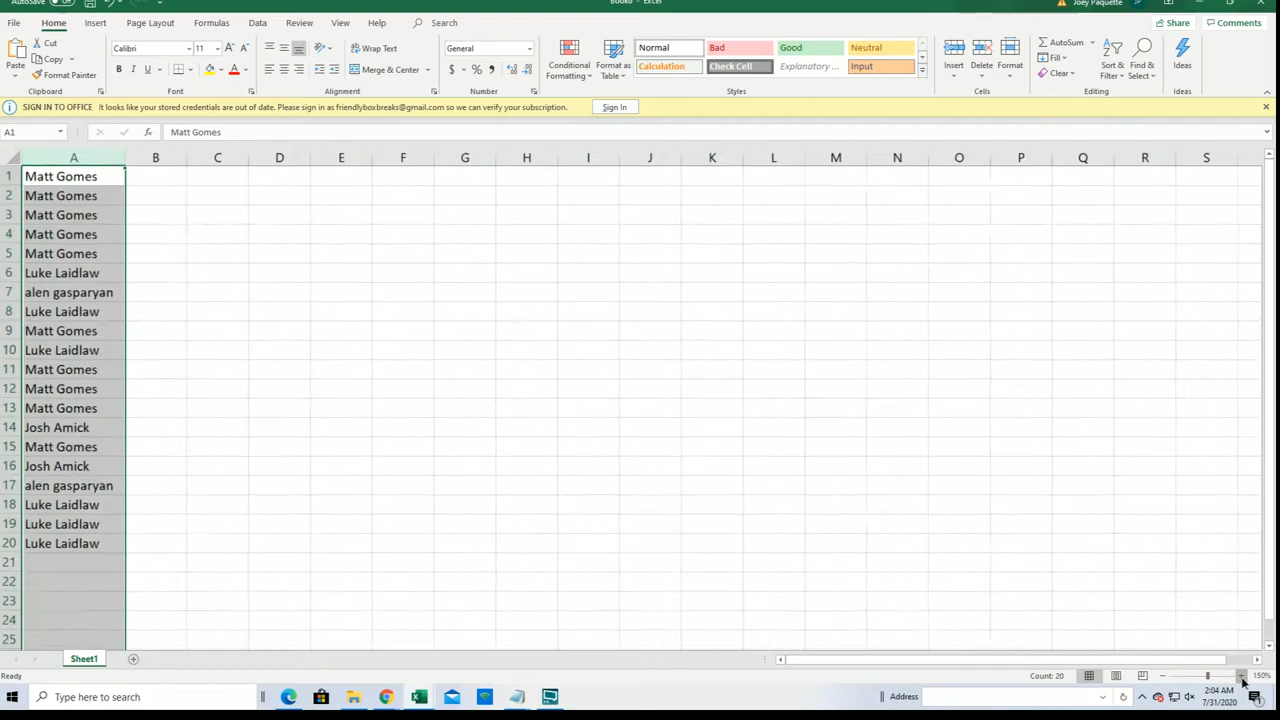 AutoSave Off Book6 - Excel Joey Paquette JP
File Home Insert Page Layout Formulas Data Review View Help Search Share Comments
Cut Calibri 11 Wrap Text General Normal Bad Good Neutral AutoSum
Paste Copy Format Painter B I U Merge & Center $ % Conditional Formatting Format as Table Calculation Check Cell Explanatory ... Input Insert Delete Format Fill Clear Sort & Filter Find & Select Ideas
Clipboard Font Alignment Number Styles Cells Editing Ideas
SIGN IN TO OFFICE It looks like your stored credentials are out of date. Please sign in as friendlyboxbreaks@gmail.com so we can verify your subscription. Sign In
A1 fx Matt Gomes
A B C D E F G H I J K L M N O P Q R S
1 Matt Gomes
2 Matt Gomes
3 Matt Gomes
4 Matt Gomes
5 Matt Gomes
6 Luke Laidlaw
7 alen gasparyan
8 Luke Laidlaw
9 Matt Gomes
10 Luke Laidlaw
11 Matt Gomes
12 Matt Gomes
13 Matt Gomes
14 Josh Amick
15 Matt Gomes
16 Josh Amick
17 alen gasparyan
18 Luke Laidlaw
19 Luke Laidlaw
20 Luke Laidlaw
21
22
23
24
25
Sheet1
Ready Count: 20 150%
Type here to search Address 2:04 AM
7/31/2020